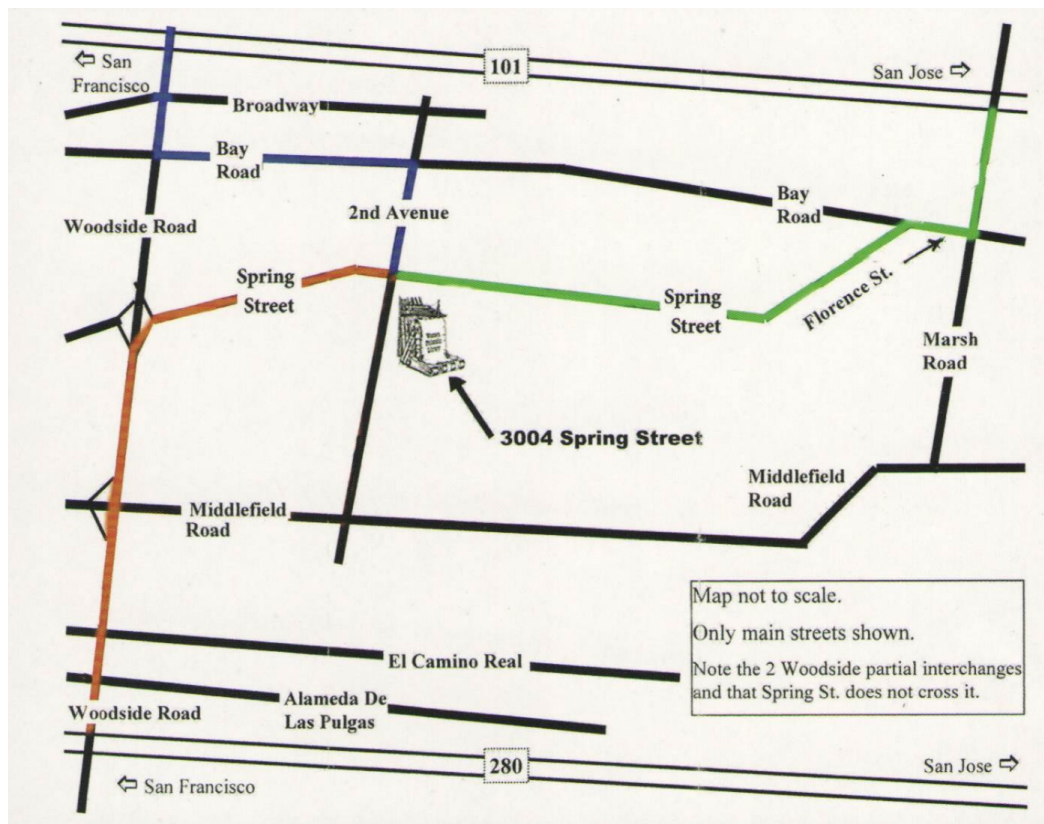 San
Francisco
101
San Jose
Broadway
Bay
Road
Bay
Road
2nd Avenue
Woodside Road
Spring
Street
Spring
Street
Florence St.
Marsh
Road
3004 Spring Street
Middlefield
Road
Middlefield
Road
Map not to scale.
Only main streets shown.
Note the 2 Woodside partial interchanges
and that Spring St. does not cross it.
El Camino Real
Alameda De
Las Pulgas
Woodside Road
280
San Jose
San Francisco